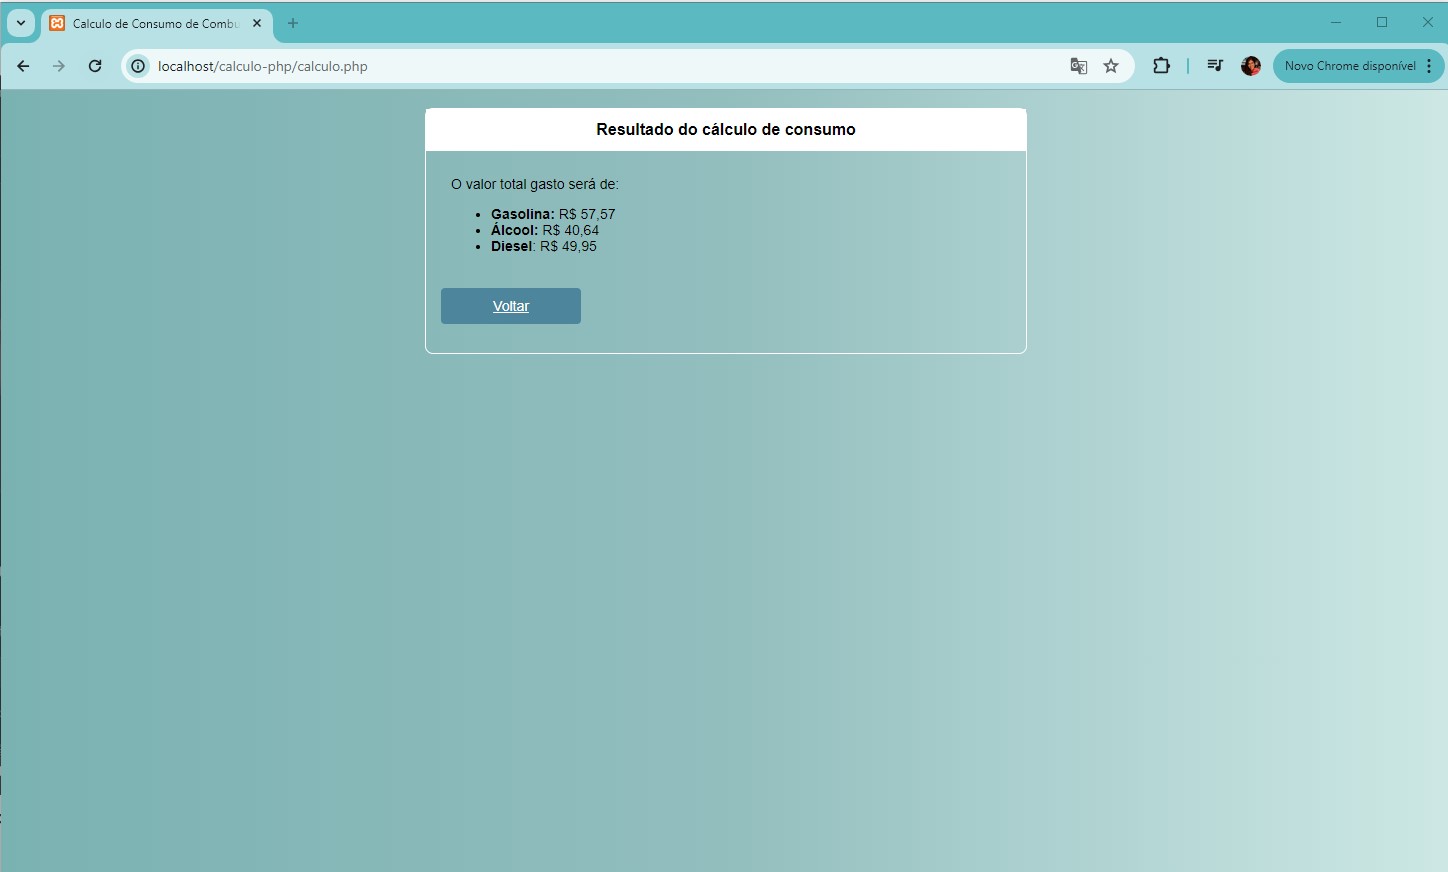 Calculo de Consumo de Combu
localhost/calculo-php/calculo.php
Novo Chrome disponível
Resultado do cálculo de consumo
O valor total gasto será de:
• Gasolina: R$ 57,57
• Álcool: R$ 40,64
• Diesel: R$ 49,95
Voltar